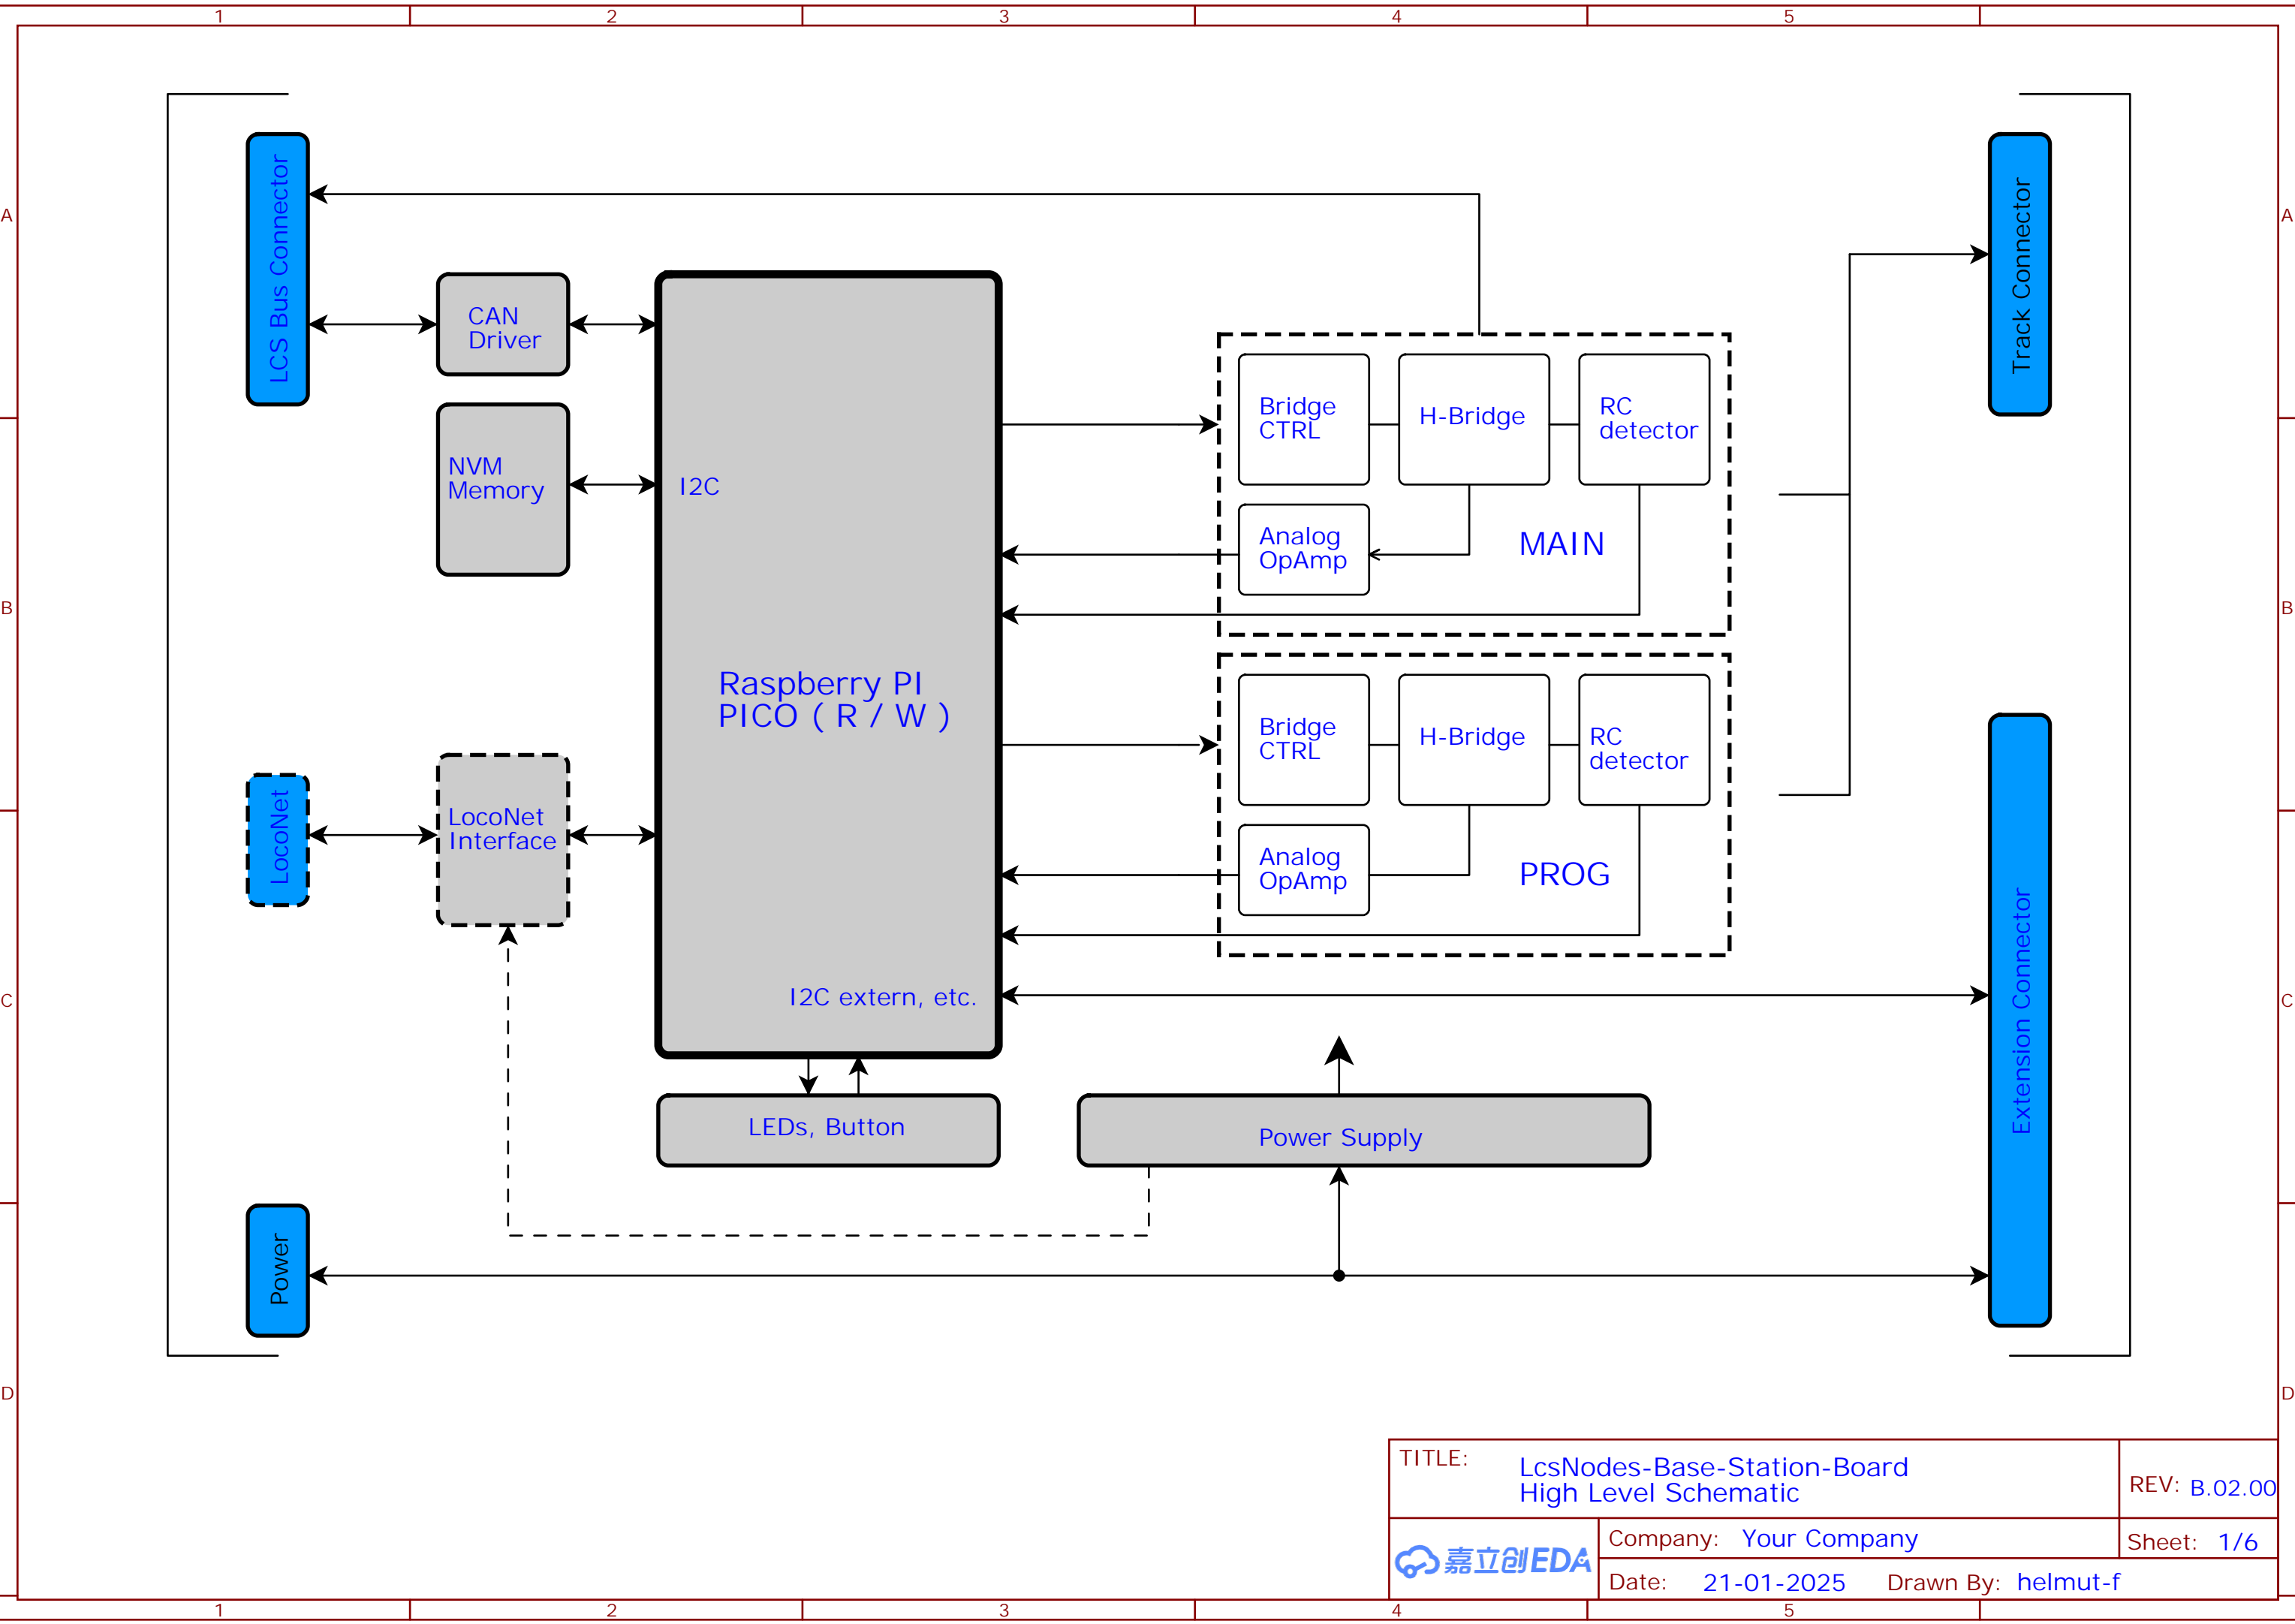 1 2 3 4 5
A
A
B
B
C
C
D
D
LCS Bus Connector
CAN
Driver
NVM
Memory
I2C
Raspberry PI
PICO ( R / W )
I2C extern, etc.
LocoNet
LocoNet
Interface
Power
LEDs, Button
Power Supply
Bridge
CTRL
H-Bridge
RC
detector
Analog
OpAmp
MAIN
Bridge
CTRL
H-Bridge
RC
detector
Analog
OpAmp
PROG
Track Connector
Extension Connector
TITLE:
LcsNodes-Base-Station-Board
High Level Schematic
REV: B.02.00
嘉立创EDA
Company: Your Company
Sheet: 1/6
Date: 21-01-2025 Drawn By: helmut-f
1 2 3 4 5